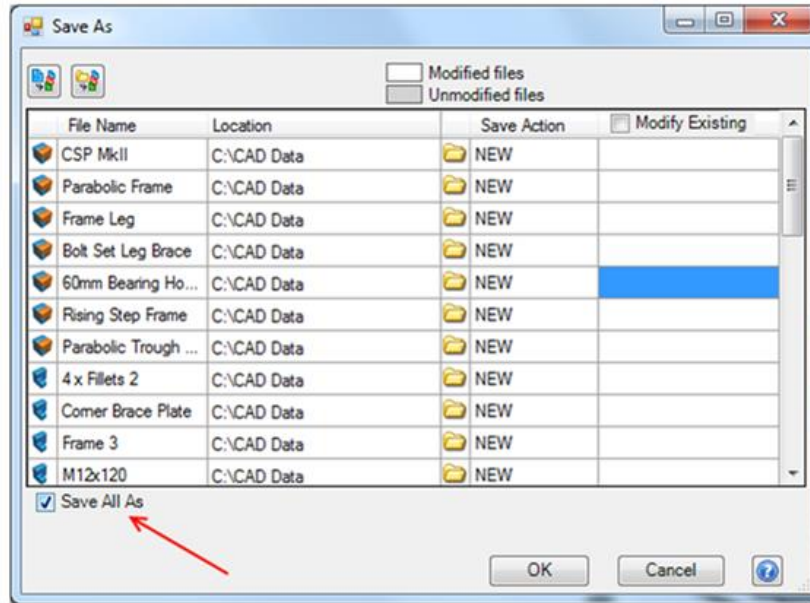 Save As
Modified files
Unmodified files
File Name Location Save Action Modify Existing
CSP MkII C:\CAD Data NEW
Parabolic Frame C:\CAD Data NEW
Frame Leg C:\CAD Data NEW
Bolt Set Leg Brace C:\CAD Data NEW
60mm Bearing Ho... C:\CAD Data NEW
Rising Step Frame C:\CAD Data NEW
Parabolic Trough ... C:\CAD Data NEW
4 x Fillets 2 C:\CAD Data NEW
Corner Brace Plate C:\CAD Data NEW
Frame 3 C:\CAD Data NEW
M12x120 C:\CAD Data NEW
Save All As
OK Cancel ?